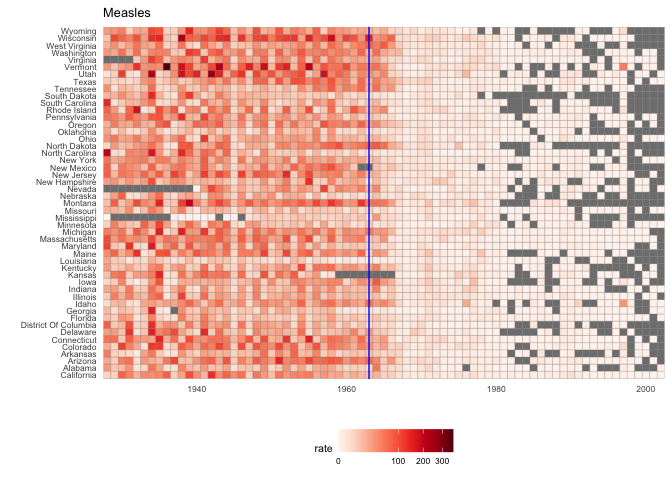 Measles
Wyoming
Wisconsin
West Virginia
Washington
Virginia
Vermont
Utah
Texas
Tennessee
South Dakota
South Carolina
Rhode Island
Pennsylvania
Oregon
Oklahoma
Ohio
North Dakota
North Carolina
New York
New Mexico
New Jersey
New Hampshire
Nevada
Nebraska
Montana
Missouri
Mississippi
Minnesota
Michigan
Massachusetts
Maryland
Maine
Louisiana
Kentucky
Kansas
Iowa
Indiana
Illinois
Idaho
Georgia
Florida
District Of Columbia
Delaware
Connecticut
Colorado
Arkansas
Arizona
Alabama
California
1940 1960 1980 2000
rate
0 100 200 300